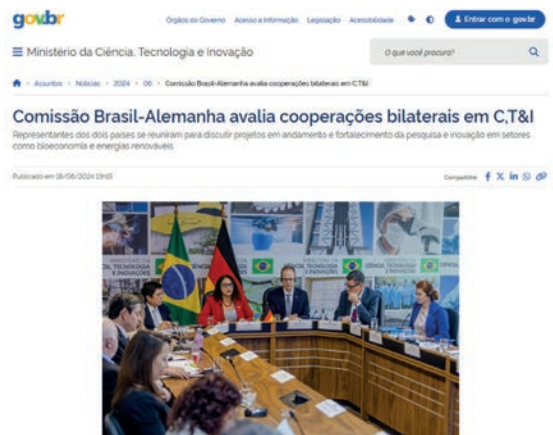 gov.br
Órgãos do Governo Acesso à Informação Legislação Acessibilidade Entrar com o gov.br
Ministério da Ciência, Tecnologia e Inovação O que você procura?
Assuntos Notícias 2024 06 Comissão Brasil-Alemanha avalia cooperações bilaterais em C,T&I
Comissão Brasil-Alemanha avalia cooperações bilaterais em C,T&I
Representantes dos dois países se reuniram para discutir projetos em andamento e fortalecimento da pesquisa e inovação em setores
como bioeconomia e energias renováveis
Publicado em 18/06/2024 15h15 Compartilhe: